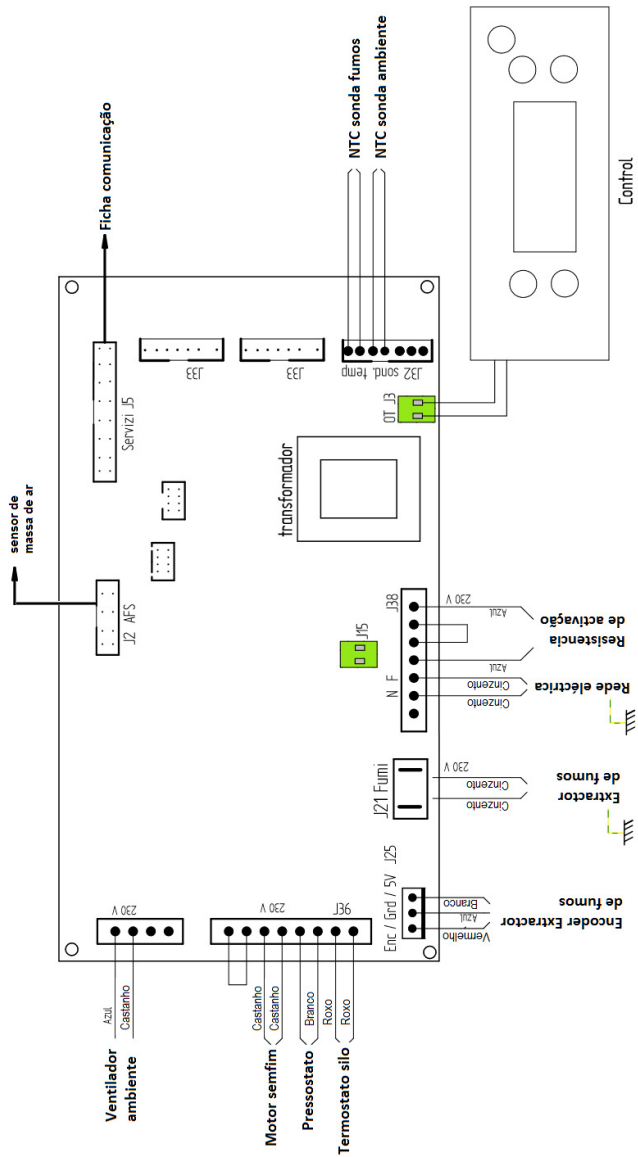 Control
NTC sonda fumos
NTC sonda ambiente
Ficha comunicação
sensor de
massa de ar
Servizi J5
J33
J33
J32 sond. temp
OT J3
transformador
J2 AFS
J15
J38
230 V
Azul
Azul
N F
Cinzento
Cinzento
Resistencia
de activação
Rede eléctrica
J21 Fumi
230 V
Cinzento
Cinzento
Extractor
de fumos
J25
Enc / Grd / 5V
Branco
Azul
Vermelho
Encoder Extractor
de fumos
230 V
Azul
Castanho
Ventilador
ambiente
230 V
Castanho
Castanho
Motor semfim
Branco
Pressostato
J36
Roxo
Roxo
Termostato silo